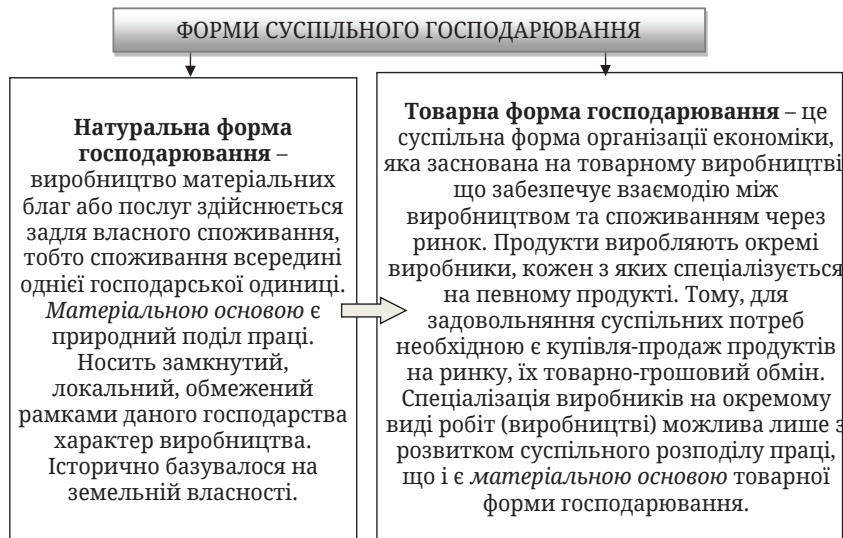 ФОРМИ СУСПІЛЬНОГО ГОСПОДАРЮВАННЯ
Натуральна форма
господарювання –
виробництво матеріальних
благ або послуг здійснюється
задля власного споживання,
тобто споживання всередині
однієї господарської одиниці.
Матеріальною основою є
природний поділ праці.
Носить замкнутий,
локальний, обмежений
рамками даного господарства
характер виробництва.
Історично базувалося на
земельній власності.
Товарна форма господарювання – це
суспільна форма організації економіки,
яка заснована на товарному виробництві
що забезпечує взаємодію між
виробництвом та споживанням через
ринок. Продукти виробляють окремі
виробники, кожен з яких спеціалізується
на певному продукті. Тому, для
задовольняння суспільних потреб
необхідною є купівля-продаж продуктів
на ринку, їх товарно-грошовий обмін.
Спеціалізація виробників на окремому
виді робіт (виробництві) можлива лише з
розвитком суспільного розподілу праці,
що і є матеріальною основою товарної
форми господарювання.